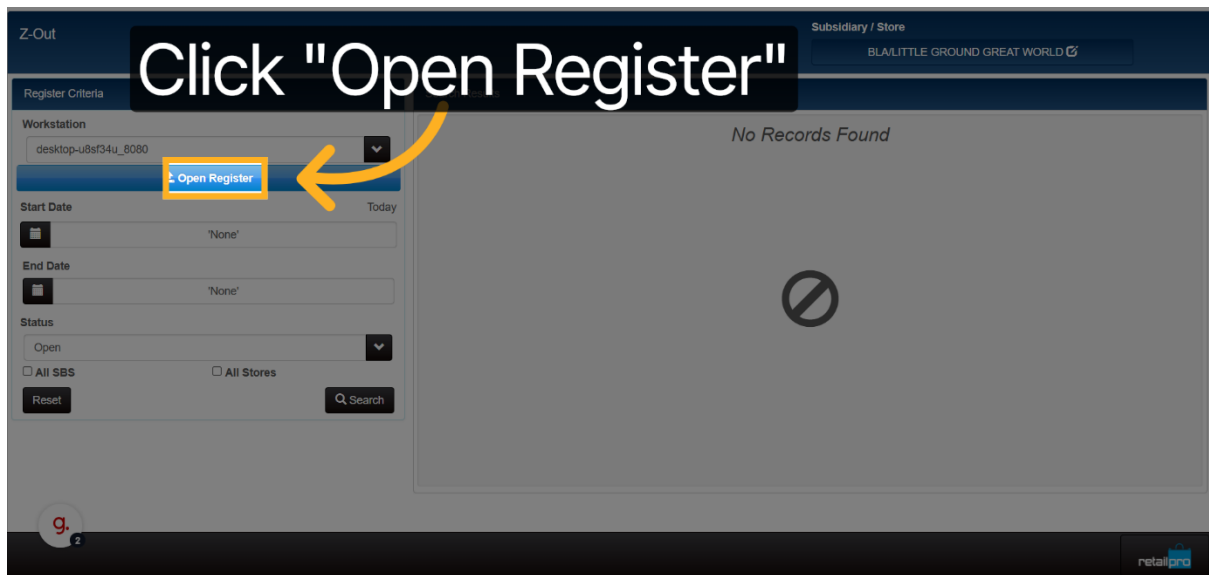 Z-Out
Subsidiary / Store
BLA/LITTLE GROUND GREAT WORLD
Click "Open Register"
Register Criteria
Workstation
desktop-u8sf34u_8080
Open Register
Start Date
Today
'None'
End Date
'None'
Status
Open
All SBS
All Stores
Reset
Search
No Records Found
g.
2
retailpro